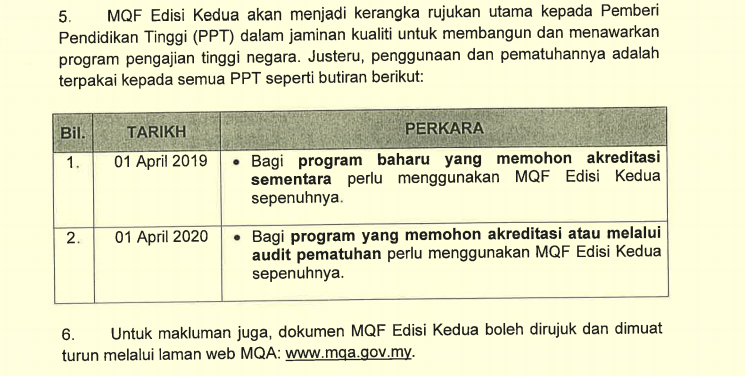 5. MQF Edisi Kedua akan menjadi kerangka rujukan utama kepada Pemberi
Pendidikan Tinggi (PPT) dalam jaminan kualiti untuk membangun dan menawarkan
program pengajian tinggi negara. Justeru, penggunaan dan pematuhannya adalah
terpakai kepada semua PPT seperti butiran berikut:
Bil. TARIKH PERKARA
1. 01 April 2019 • Bagi program baharu yang memohon akreditasi
sementara perlu menggunakan MQF Edisi Kedua
sepenuhnya.
2. 01 April 2020 • Bagi program yang memohon akreditasi atau melalui
audit pematuhan perlu menggunakan MQF Edisi Kedua
sepenuhnya.
6. Untuk makluman juga, dokumen MQF Edisi Kedua boleh dirujuk dan dimuat
turun melalui laman web MQA: www.mqa.gov.my.